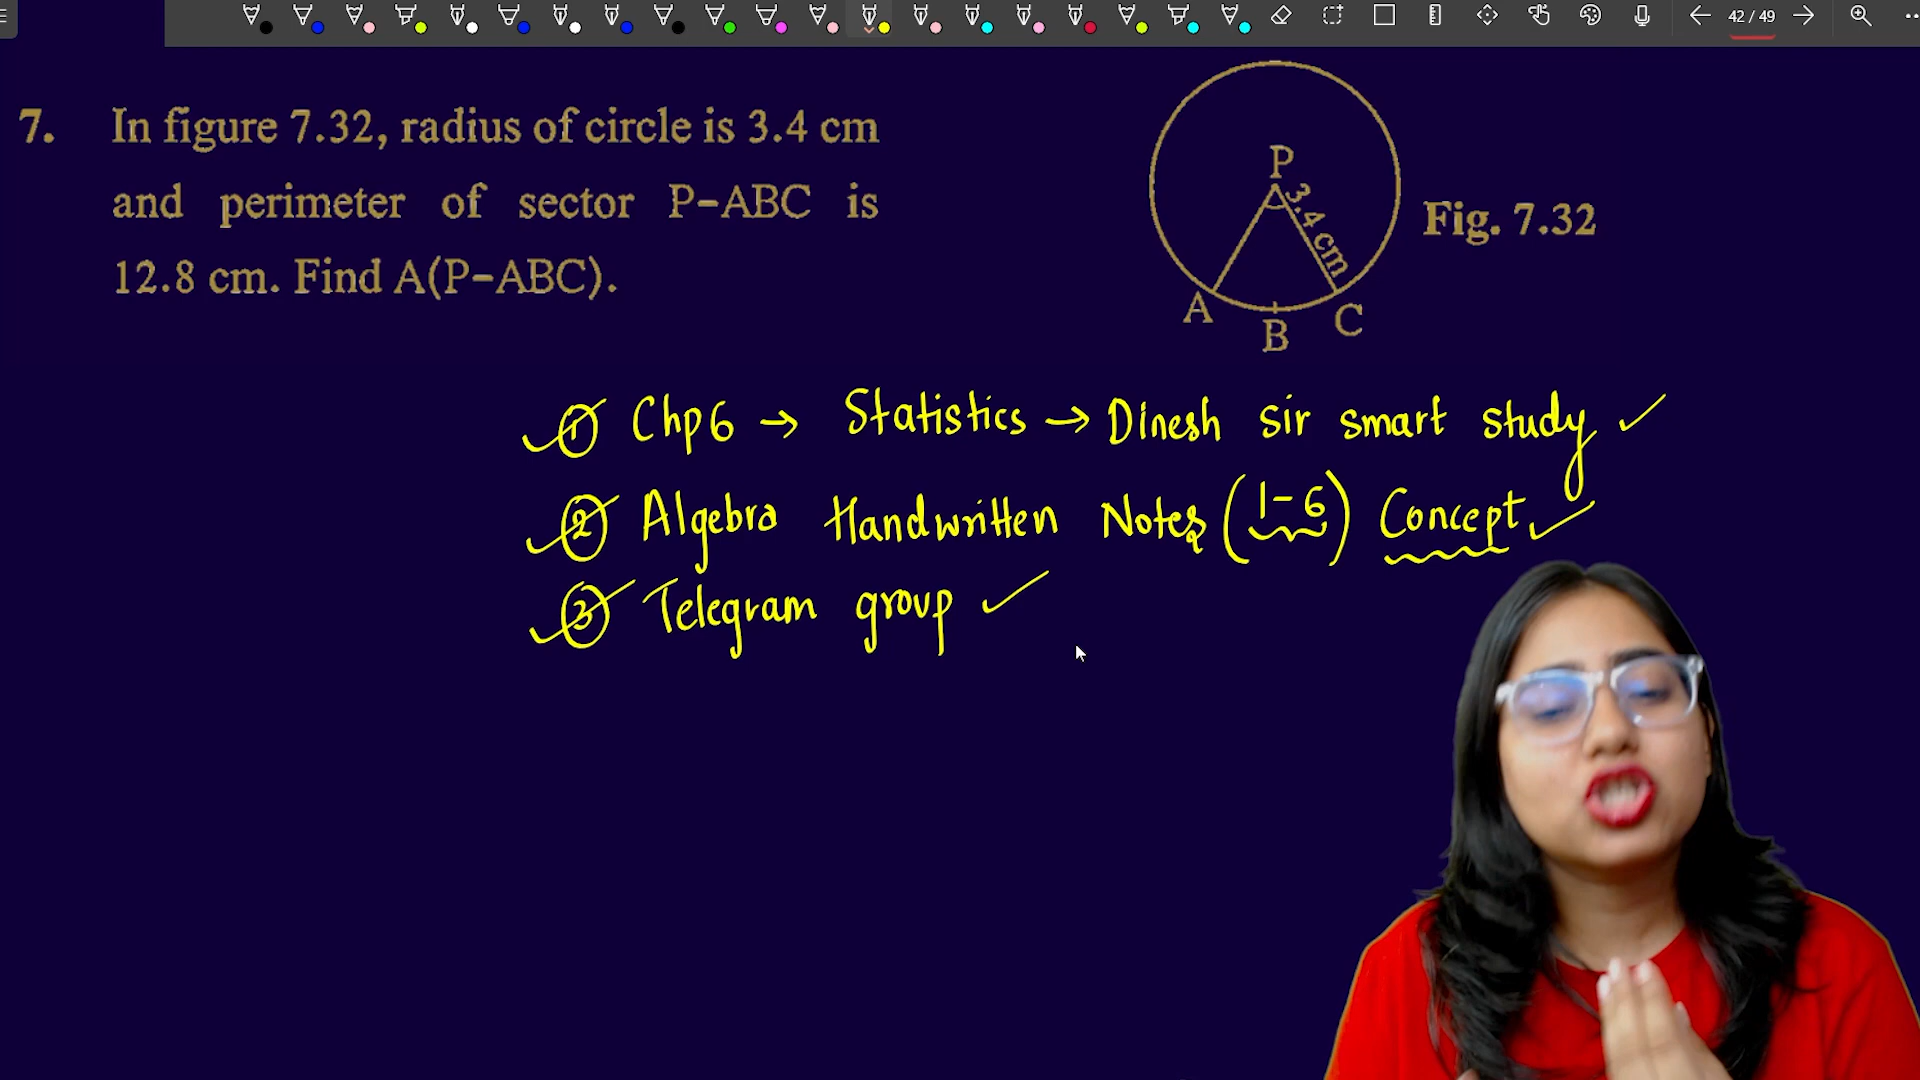 42 / 49
7. In figure 7.32, radius of circle is 3.4 cm
and perimeter of sector P-ABC is
12.8 cm. Find A(P-ABC).
P
3.4 cm
Fig. 7.32
A
B
C
1 Chp6 → Statistics → Dinesh sir smart study ✓
2 Algebra Handwritten Notes (1-6) Concept ✓
3 Telegram group ✓